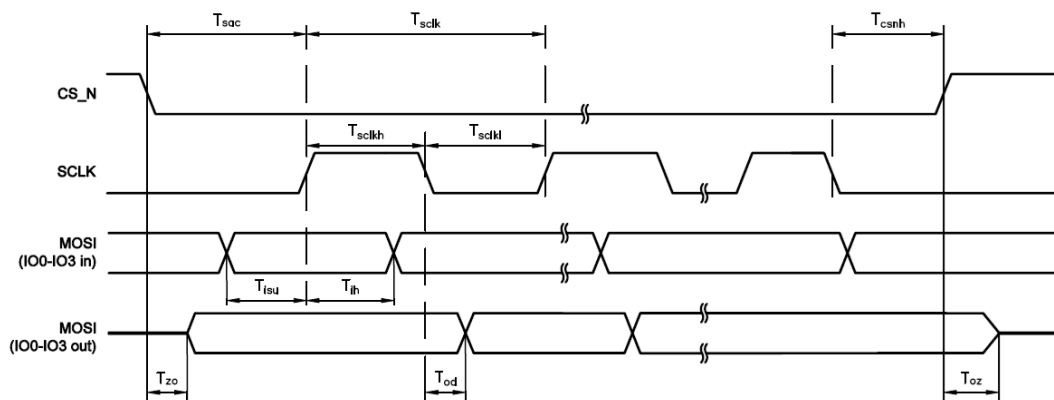 Tsac Tsclk Tcsnh
CS_N
Tsclkh Tsclkl
SCLK
MOSI
(IO0-IO3 in)
Tisu Tih
MOSI
(IO0-IO3 out)
Tzo Tod Toz